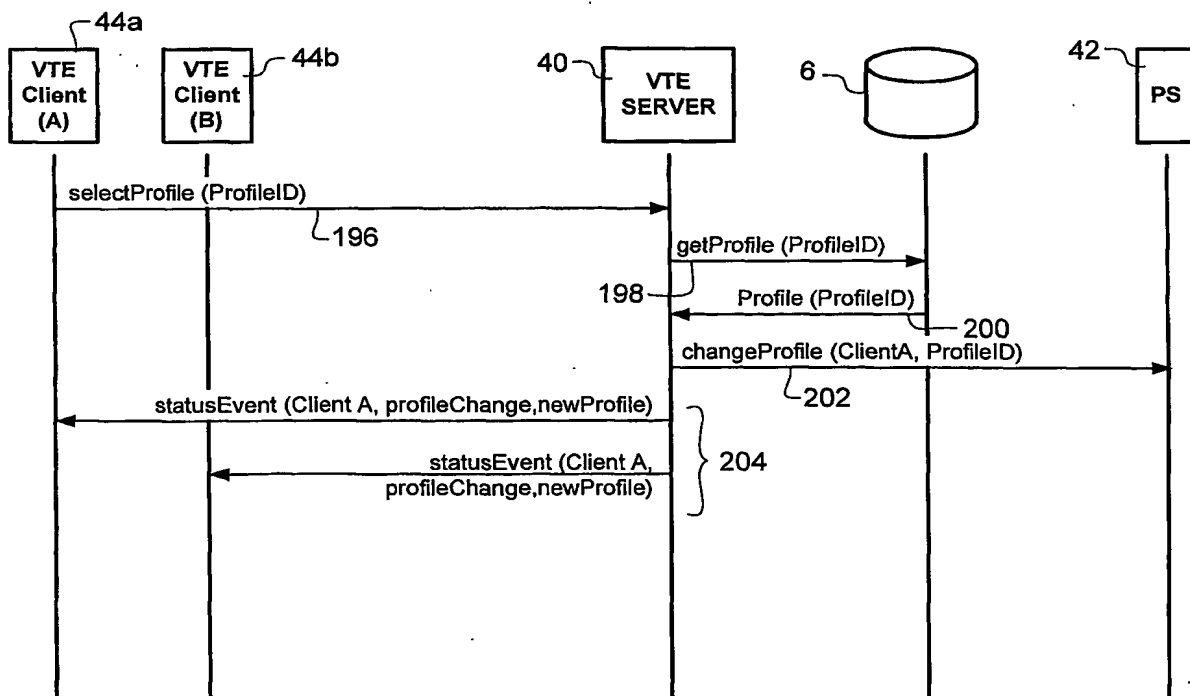 44a
VTE
Client
(A)
44b
VTE
Client
(B)
40
VTE
SERVER
6
42
PS
selectProfile (ProfileID)
196
getProfile (ProfileID)
198
Profile (ProfileID)
200
changeProfile (ClientA, ProfileID)
202
statusEvent (Client A, profileChange,newProfile)
statusEvent (Client A,
profileChange,newProfile)
204